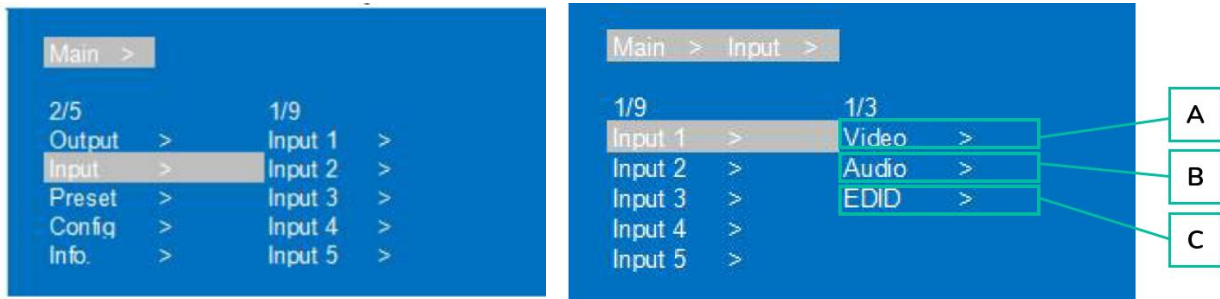 Main >
2/5 1/9
Output > Input 1 >
Input > Input 2 >
Preset > Input 3 >
Config > Input 4 >
Info. > Input 5 >
Main > Input >
1/9 1/3
Input 1 > Video >
Input 2 > Audio >
Input 3 > EDID >
Input 4 >
Input 5 >
A
B
C